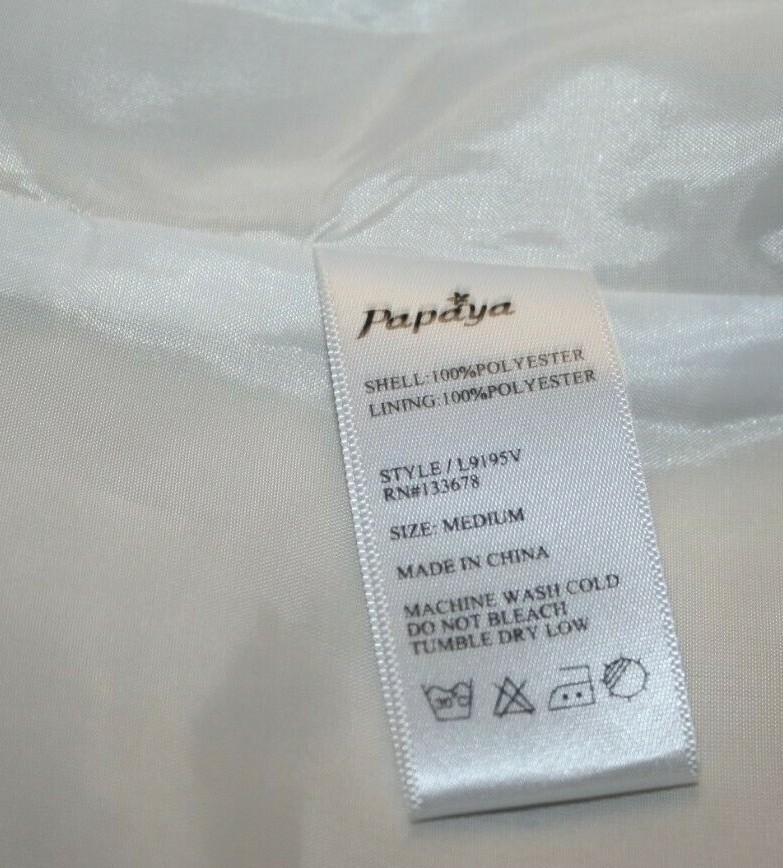 Papaya
SHELL:100%POLYESTER
LINING:100%POLYESTER
STYLE / L9195V
RN#133678
SIZE: MEDIUM
MADE IN CHINA
MACHINE WASH COLD
DO NOT BLEACH
TUMBLE DRY LOW
30°C